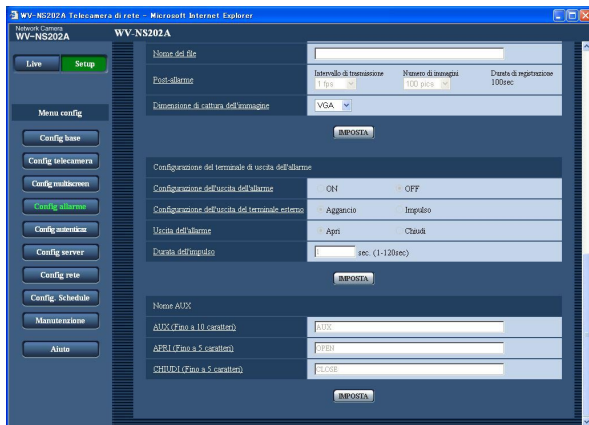 WV-NS202A Telecamera di rete - Microsoft Internet Explorer
Network Camera
WV-NS202A
WV-NS202A
Live
Setup
Menu config
Config base
Config telecamera
Config multiscreen
Config allarme
Config autenticaz
Config server
Config rete
Config. Schedule
Manutenzione
Aiuto
Nome del file
Post-allarme
Intervallo di trasmissione
Numero di immagini
Durata di registrazione
1 fps
100 pics
100sec
Dimensione di cattura dell'immagine
VGA
IMPOSTA
Configurazione del terminale di uscita dell'allarme
Configurazione dell'uscita dell'allarme
ON
OFF
Configurazione dell'uscita del terminale esterno
Aggancio
Impulso
Uscita dell'allarme
Apri
Chiudi
Durata dell'impulso
sec. (1-120sec)
IMPOSTA
Nome AUX
AUX (Fino a 10 caratteri)
AUX
APRI (Fino a 5 caratteri)
OPEN
CHIUDI (Fino a 5 caratteri)
CLOSE
IMPOSTA